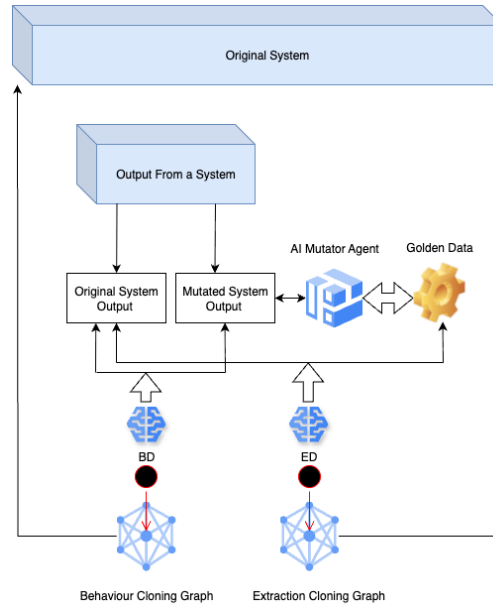 Original System
Output From a System
AI Mutator Agent
Golden Data
Original System
Output
Mutated System
Output
BD
ED
Behaviour Cloning Graph
Extraction Cloning Graph